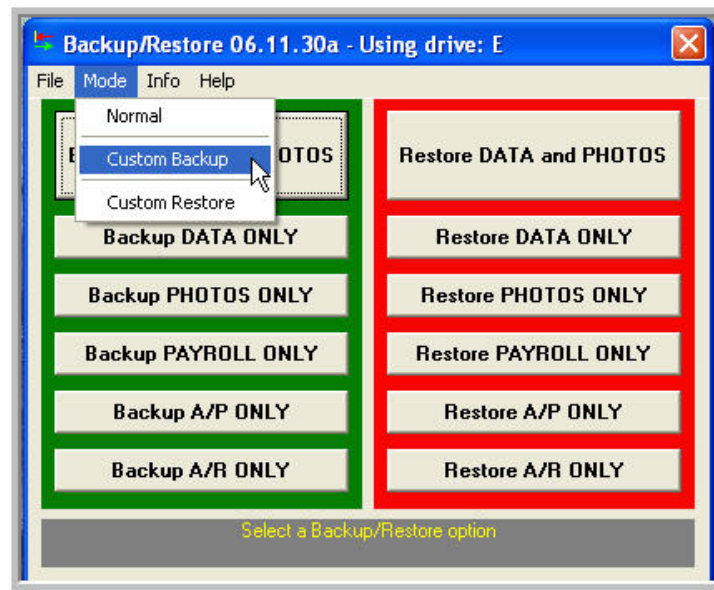 Backup/Restore 06.11.30a - Using drive: E
File Mode Info Help
Normal
Custom Backup
Custom Restore
OTOS
Restore DATA and PHOTOS
Backup DATA ONLY
Restore DATA ONLY
Backup PHOTOS ONLY
Restore PHOTOS ONLY
Backup PAYROLL ONLY
Restore PAYROLL ONLY
Backup A/P ONLY
Restore A/P ONLY
Backup A/R ONLY
Restore A/R ONLY
Select a Backup/Restore option